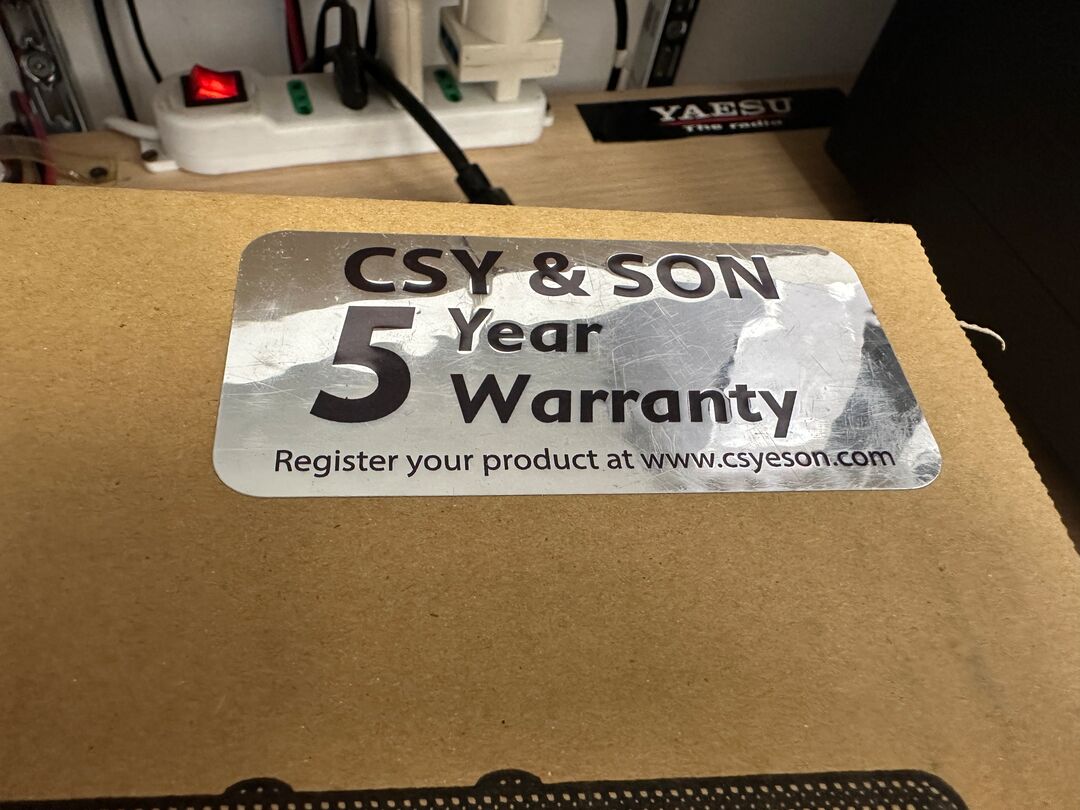 YAESU
The radio
CSY & SON
5 Year
Warranty
Register your product at www.csyeson.com